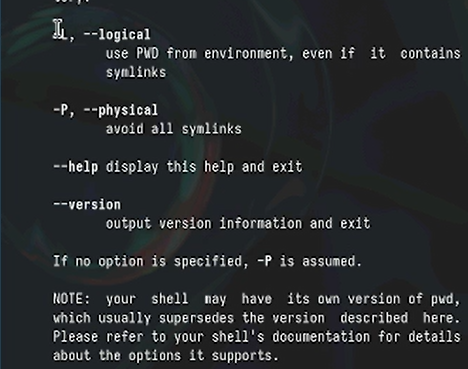 -L, --logical
use PWD from environment, even if it contains
symlinks
-P, --physical
avoid all symlinks
--help display this help and exit
--version
output version information and exit
If no option is specified, -P is assumed.
NOTE: your shell may have its own version of pwd,
which usually supersedes the version described here.
Please refer to your shell's documentation for details
about the options it supports.